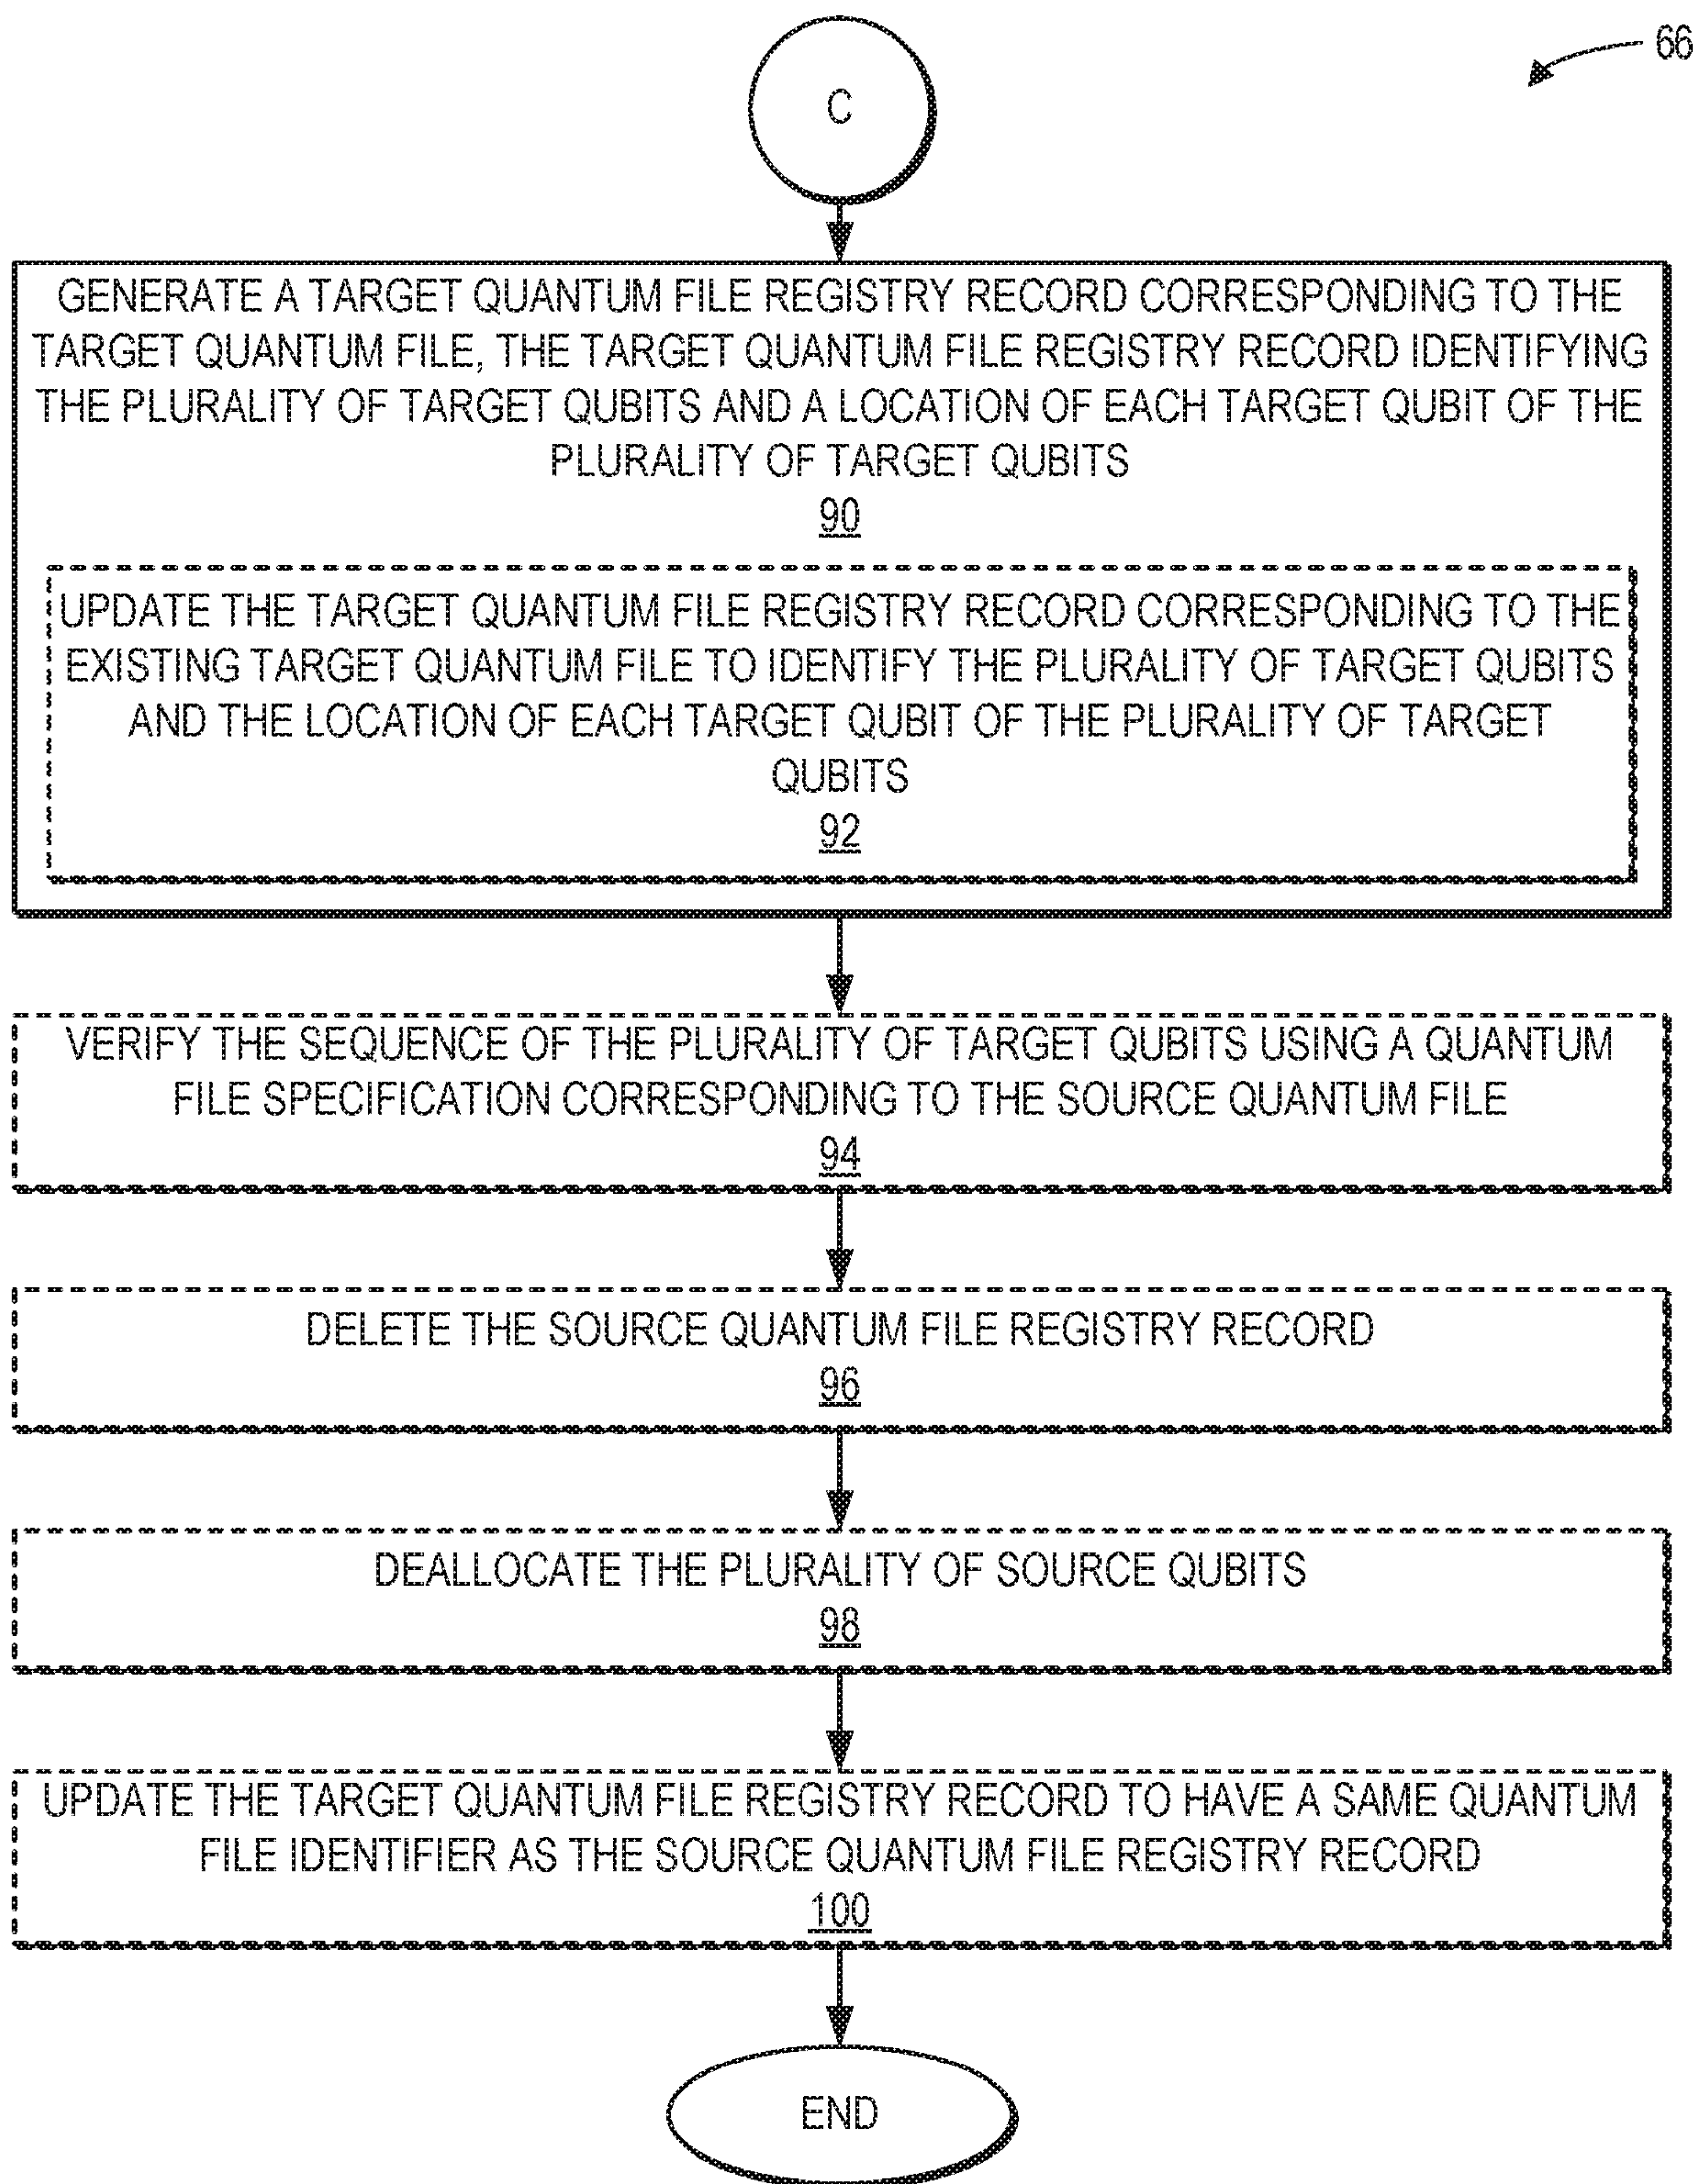 66
C
GENERATE A TARGET QUANTUM FILE REGISTRY RECORD CORRESPONDING TO THE
TARGET QUANTUM FILE, THE TARGET QUANTUM FILE REGISTRY RECORD IDENTIFYING
THE PLURALITY OF TARGET QUBITS AND A LOCATION OF EACH TARGET QUBIT OF THE
PLURALITY OF TARGET QUBITS
90
UPDATE THE TARGET QUANTUM FILE REGISTRY RECORD CORRESPONDING TO THE
EXISTING TARGET QUANTUM FILE TO IDENTIFY THE PLURALITY OF TARGET QUBITS
AND THE LOCATION OF EACH TARGET QUBIT OF THE PLURALITY OF TARGET
QUBITS
92
VERIFY THE SEQUENCE OF THE PLURALITY OF TARGET QUBITS USING A QUANTUM
FILE SPECIFICATION CORRESPONDING TO THE SOURCE QUANTUM FILE
94
DELETE THE SOURCE QUANTUM FILE REGISTRY RECORD
96
DEALLOCATE THE PLURALITY OF SOURCE QUBITS
98
UPDATE THE TARGET QUANTUM FILE REGISTRY RECORD TO HAVE A SAME QUANTUM
FILE IDENTIFIER AS THE SOURCE QUANTUM FILE REGISTRY RECORD
100
END